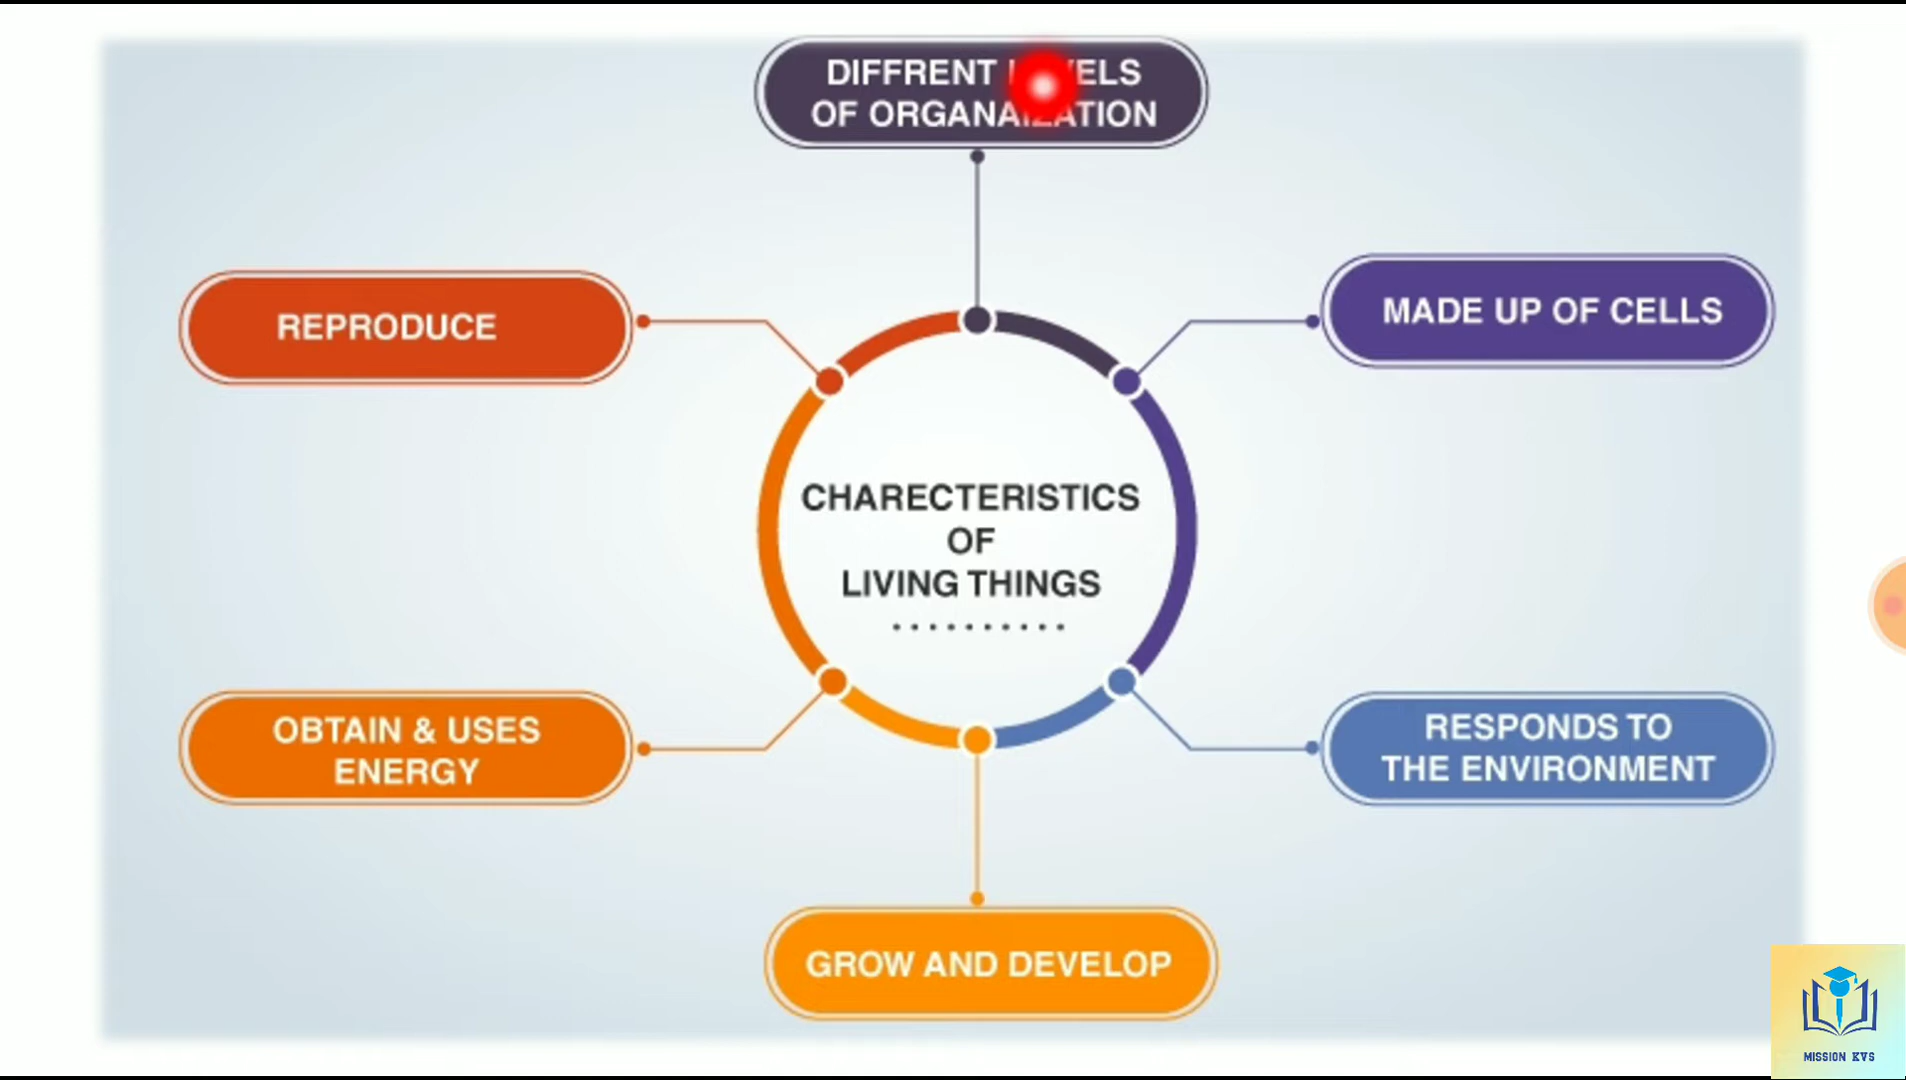 DIFFRENT
OF ORGANAIZATION
REPRODUCE
MADE UP OF CELLS
CHARECTERISTICS
OF
LIVING THINGS
OBTAIN & USES
ENERGY
RESPONDS TO
THE ENVIRONMENT
GROW AND DEVELOP
MISSION KVS